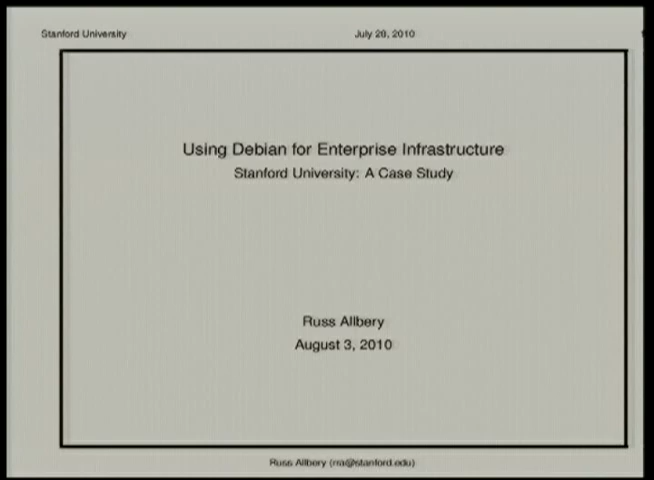 Stanford University July 28, 2010
Using Debian for Enterprise Infrastructure
Stanford University: A Case Study
Russ Allbery
August 3, 2010
Russ Allbery (rra@stanford.edu)